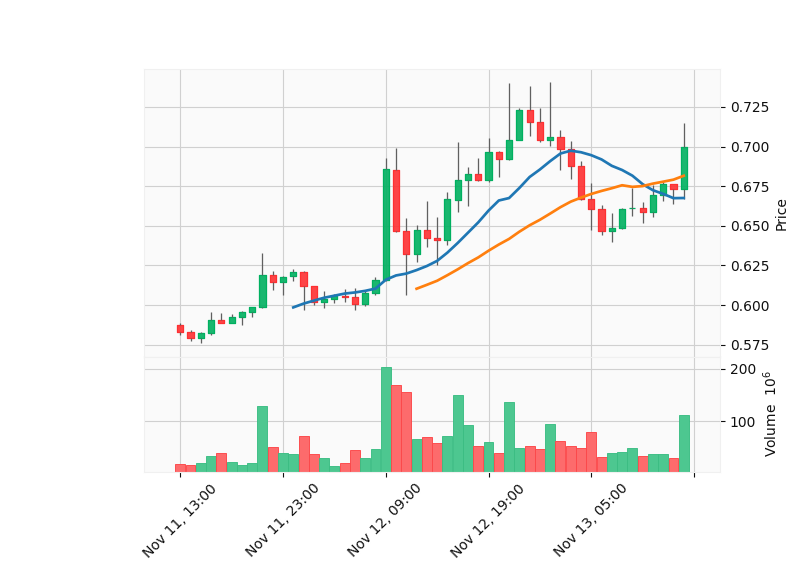 0.725
0.700
0.675
0.650
0.625
0.600
0.575
Price
200
100
Volume 10⁶
Nov 11, 13:00
Nov 11, 23:00
Nov 12, 09:00
Nov 12, 19:00
Nov 13, 05:00